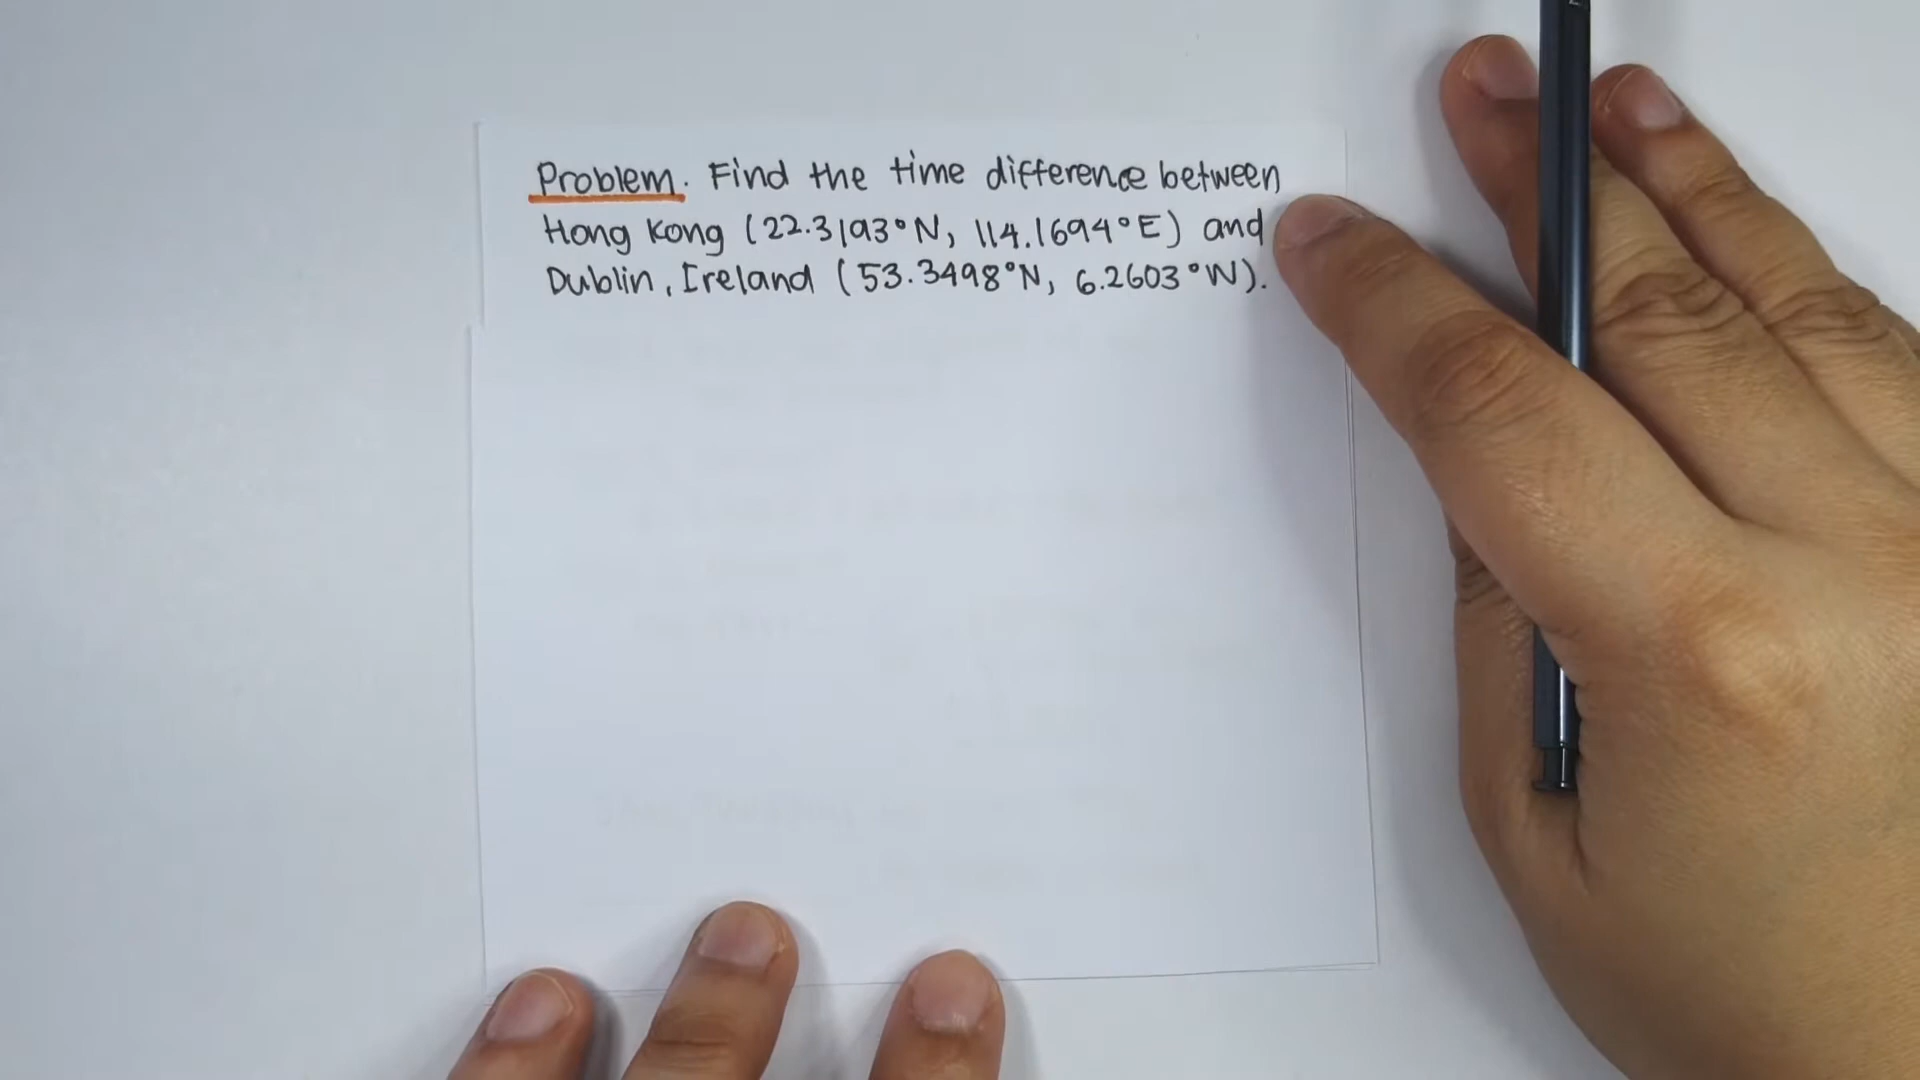 Problem. Find the time difference between
Hong Kong (22.3193°N, 114.1694°E) and
Dublin, Ireland (53.3498°N, 6.2603°W).